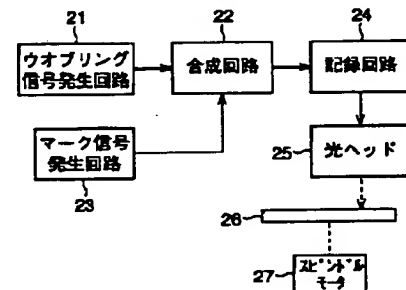 21
22
24
ウオブリング
信号発生回路
合成回路
記録回路
マーク信号
発生回路
23
25
光ヘッド
26
27
スピンドル
モータ